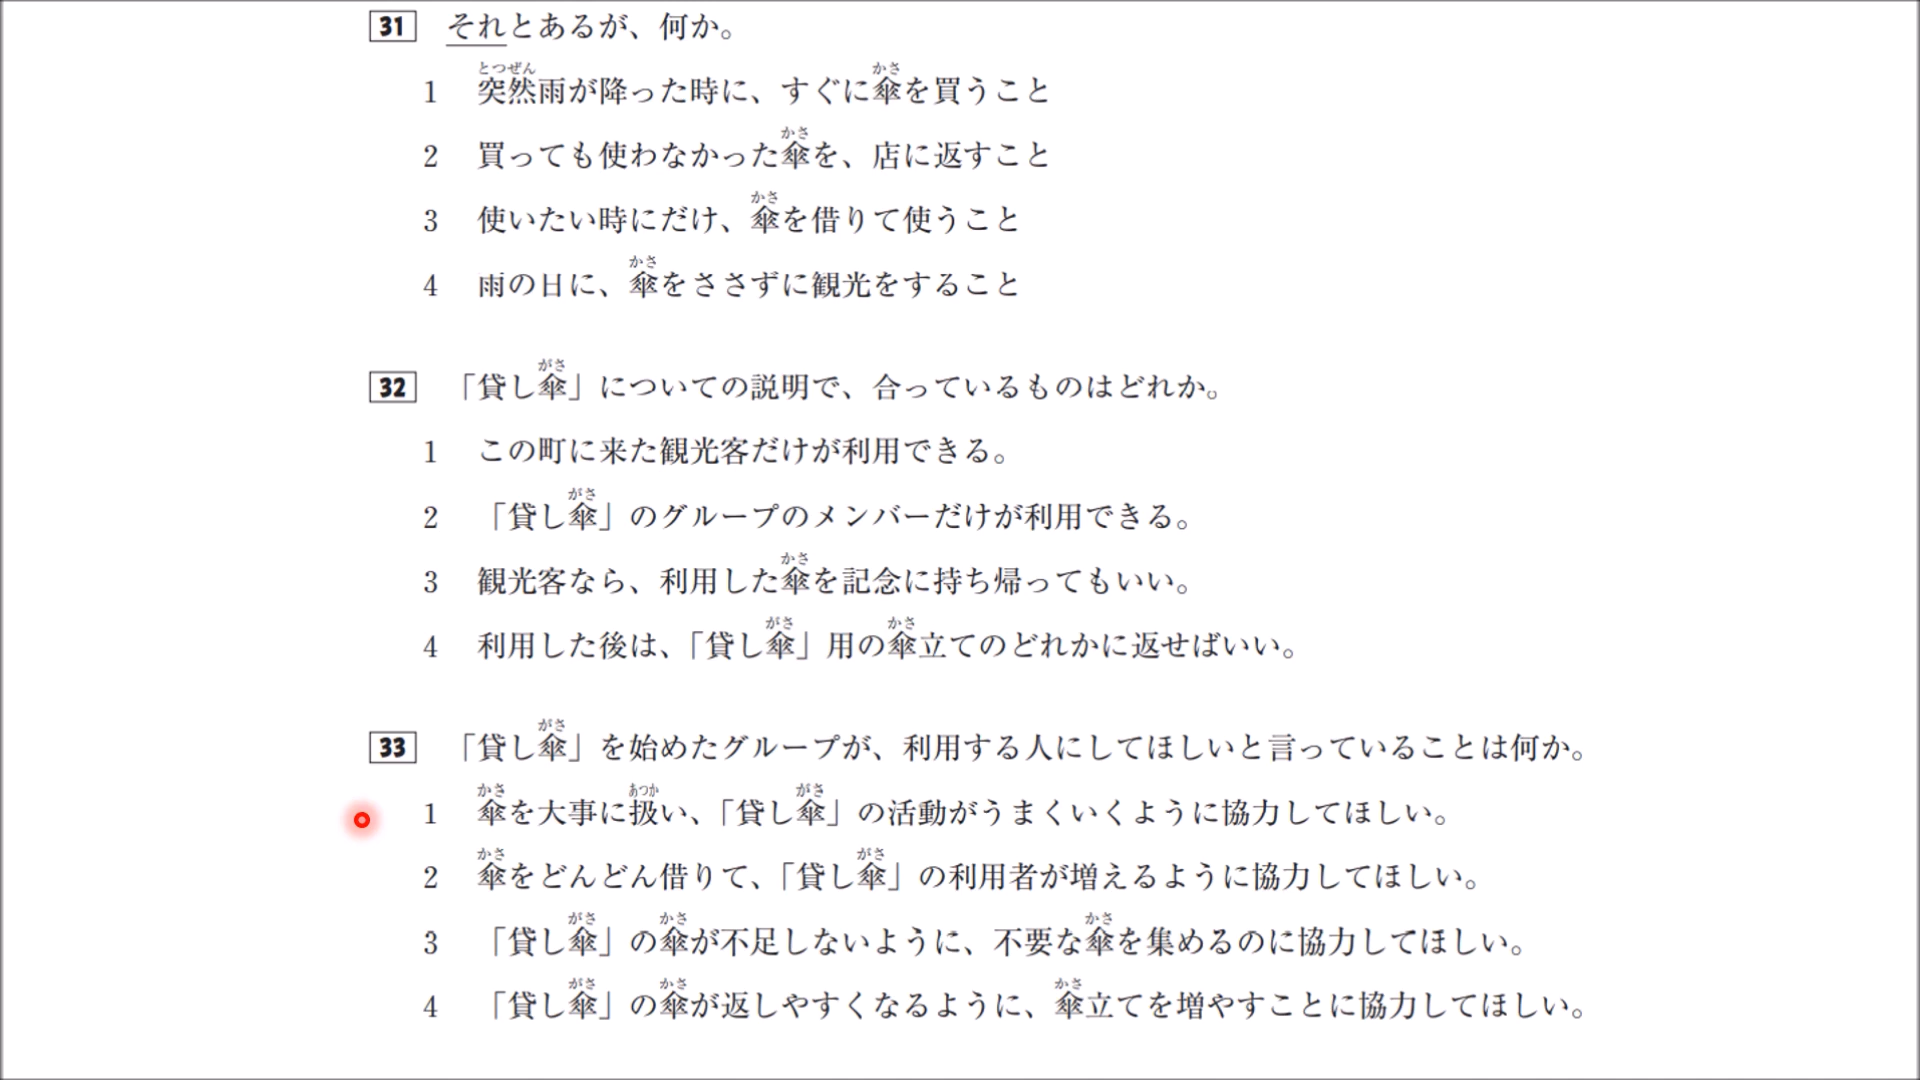 31 それとあるが、何か。
1 突然雨が降った時に、すぐに傘を買うこと
2 買っても使わなかった傘を、店に返すこと
3 使いたい時にだけ、傘を借りて使うこと
4 雨の日に、傘をささずに観光をすること
32 「貸し傘」についての説明で、合っているものはどれか。
1 この町に来た観光客だけが利用できる。
2 「貸し傘」のグループのメンバーだけが利用できる。
3 観光客なら、利用した傘を記念に持ち帰ってもいい。
4 利用した後は、「貸し傘」用の傘立てのどれかに返せばいい。
33 「貸し傘」を始めたグループが、利用する人にしてほしいと言っていることは何か。
1 傘を大事に扱い、「貸し傘」の活動がうまくいくように協力してほしい。
2 傘をどんどん借りて、「貸し傘」の利用者が増えるように協力してほしい。
3 「貸し傘」の傘が不足しないように、不要な傘を集めるのに協力してほしい。
4 「貸し傘」の傘が返しやすくなるように、傘立てを増やすことに協力してほしい。